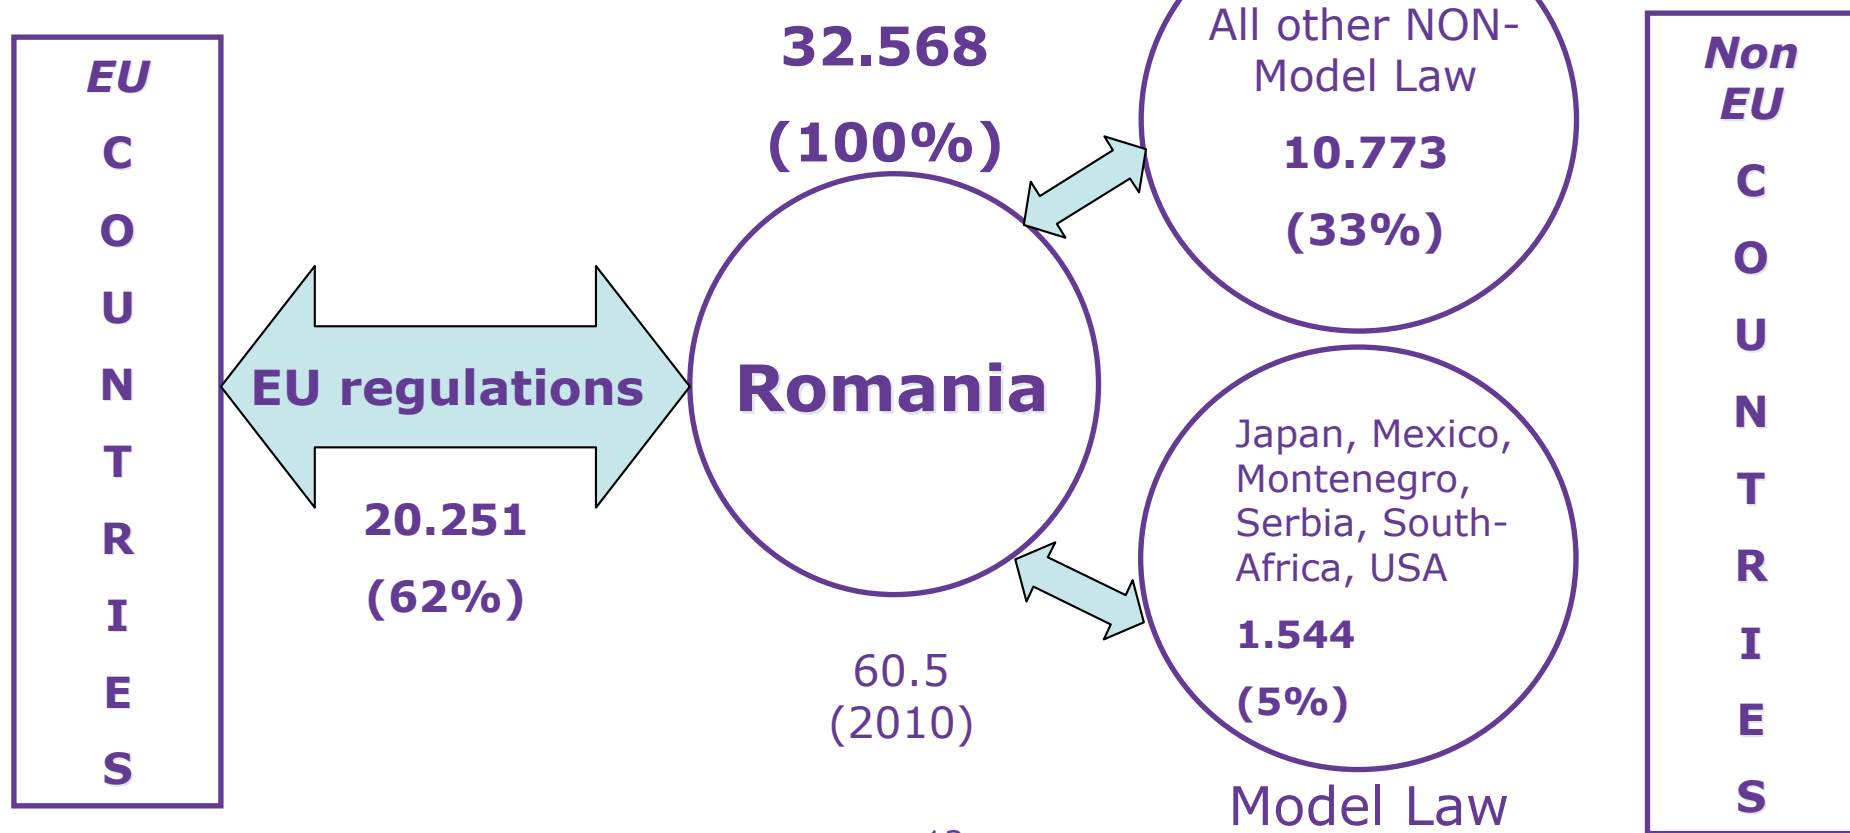 EU
C
O
U
N
T
R
I
E
S
EU regulations
20.251
(62%)
32.568
(100%)
Romania
60.5
(2010)
All other NON-
Model Law
10.773
(33%)
Japan, Mexico,
Montenegro,
Serbia, South-
Africa, USA
1.544
(5%)
Model Law
Non
EU
C
O
U
N
T
R
I
E
S